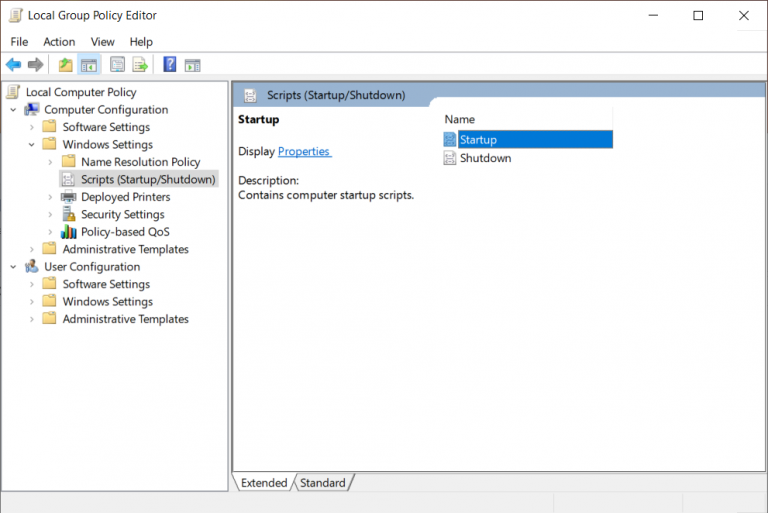 Local Group Policy Editor
File Action View Help
Local Computer Policy
Computer Configuration
Software Settings
Windows Settings
Name Resolution Policy
Scripts (Startup/Shutdown)
Deployed Printers
Security Settings
Policy-based QoS
Administrative Templates
User Configuration
Software Settings
Windows Settings
Administrative Templates
Scripts (Startup/Shutdown)
Startup
Display Properties
Description:
Contains computer startup scripts.
Name
Startup
Shutdown
Extended Standard